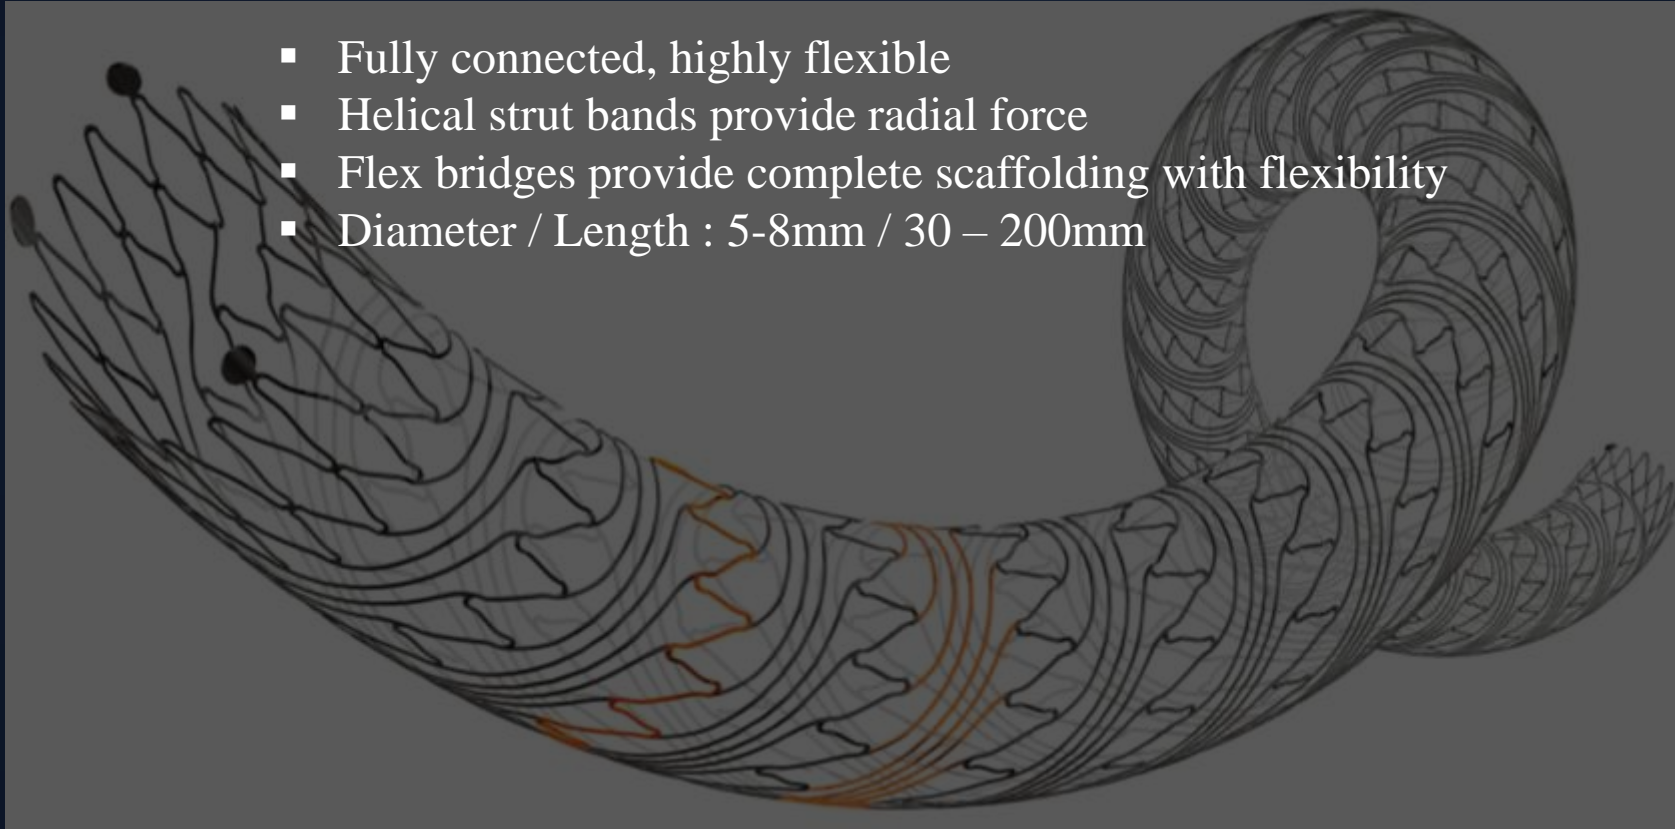 ▪ Fully connected, highly flexible
▪ Helical strut bands provide radial force
▪ Flex bridges provide complete scaffolding with flexibility
▪ Diameter / Length : 5-8mm / 30 – 200mm